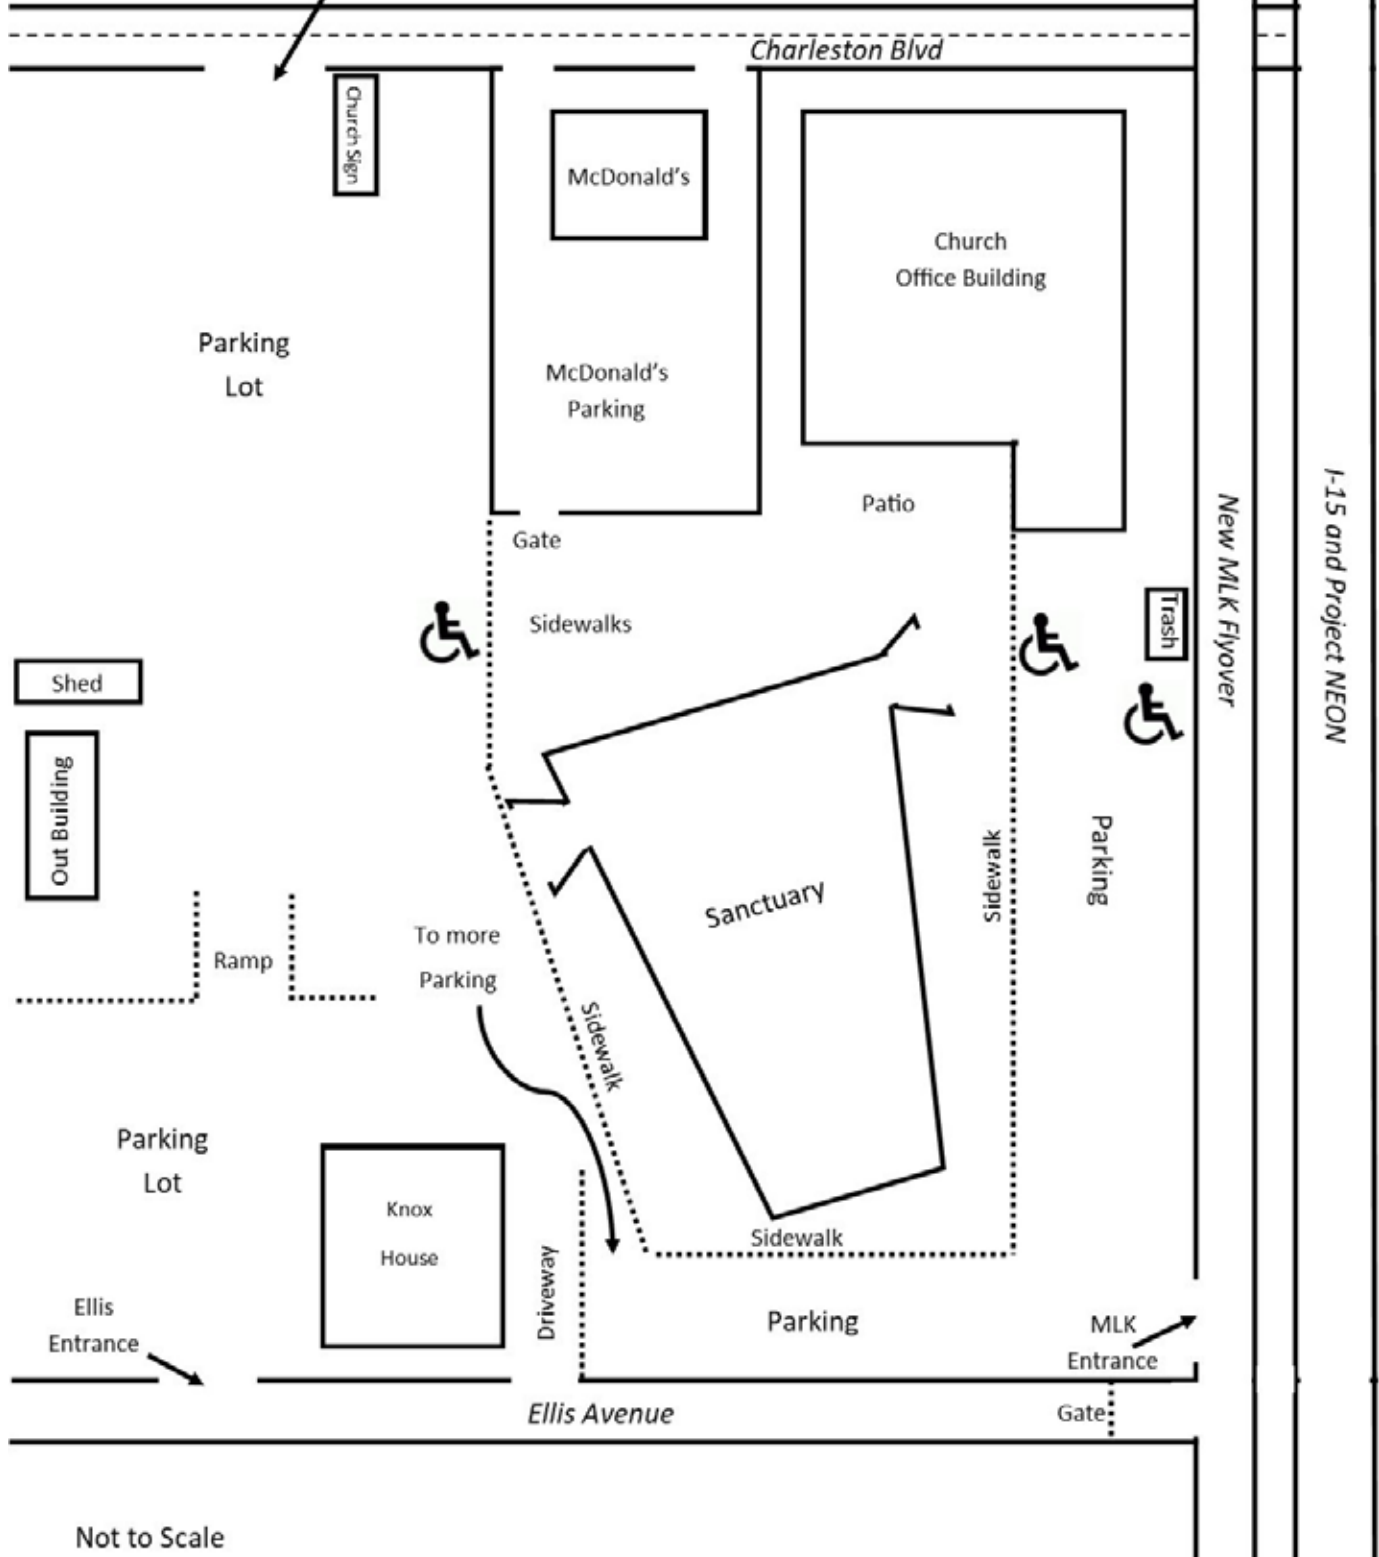 Charleston Blvd
Church Sign
McDonald's
Church
Office Building
Parking
Lot
McDonald's
Parking
Patio
Gate
Sidewalks
Trash
New MLK Flyover
I-15 and Project NEON
Shed
Out Building
Parking
Sidewalk
Sanctuary
To more
Parking
Ramp
Sidewalk
Parking
Lot
Knox
House
Sidewalk
Driveway
Ellis
Entrance
Parking
MLK
Entrance
Ellis Avenue
Gate
Not to Scale